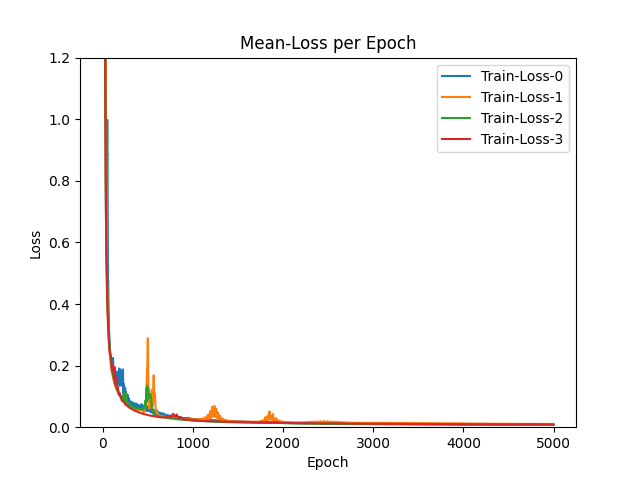 Mean-Loss per Epoch
1.2
1.0
0.8
0.6
0.4
0.2
0.0
Loss
Train-Loss-0
Train-Loss-1
Train-Loss-2
Train-Loss-3
0 1000 2000 3000 4000 5000
Epoch